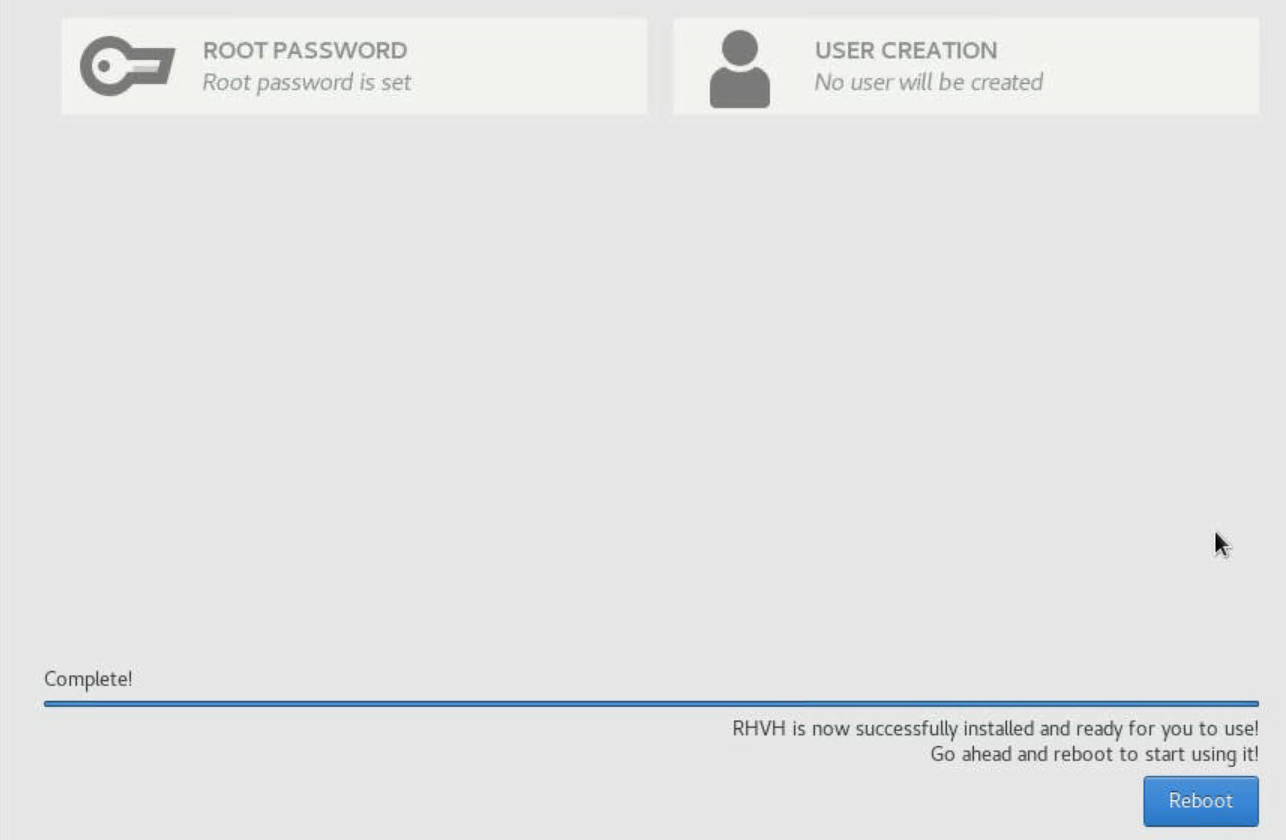 ROOT PASSWORD
Root password is set
USER CREATION
No user will be created
Complete!
RHVH is now successfully installed and ready for you to use!
Go ahead and reboot to start using it!
Reboot